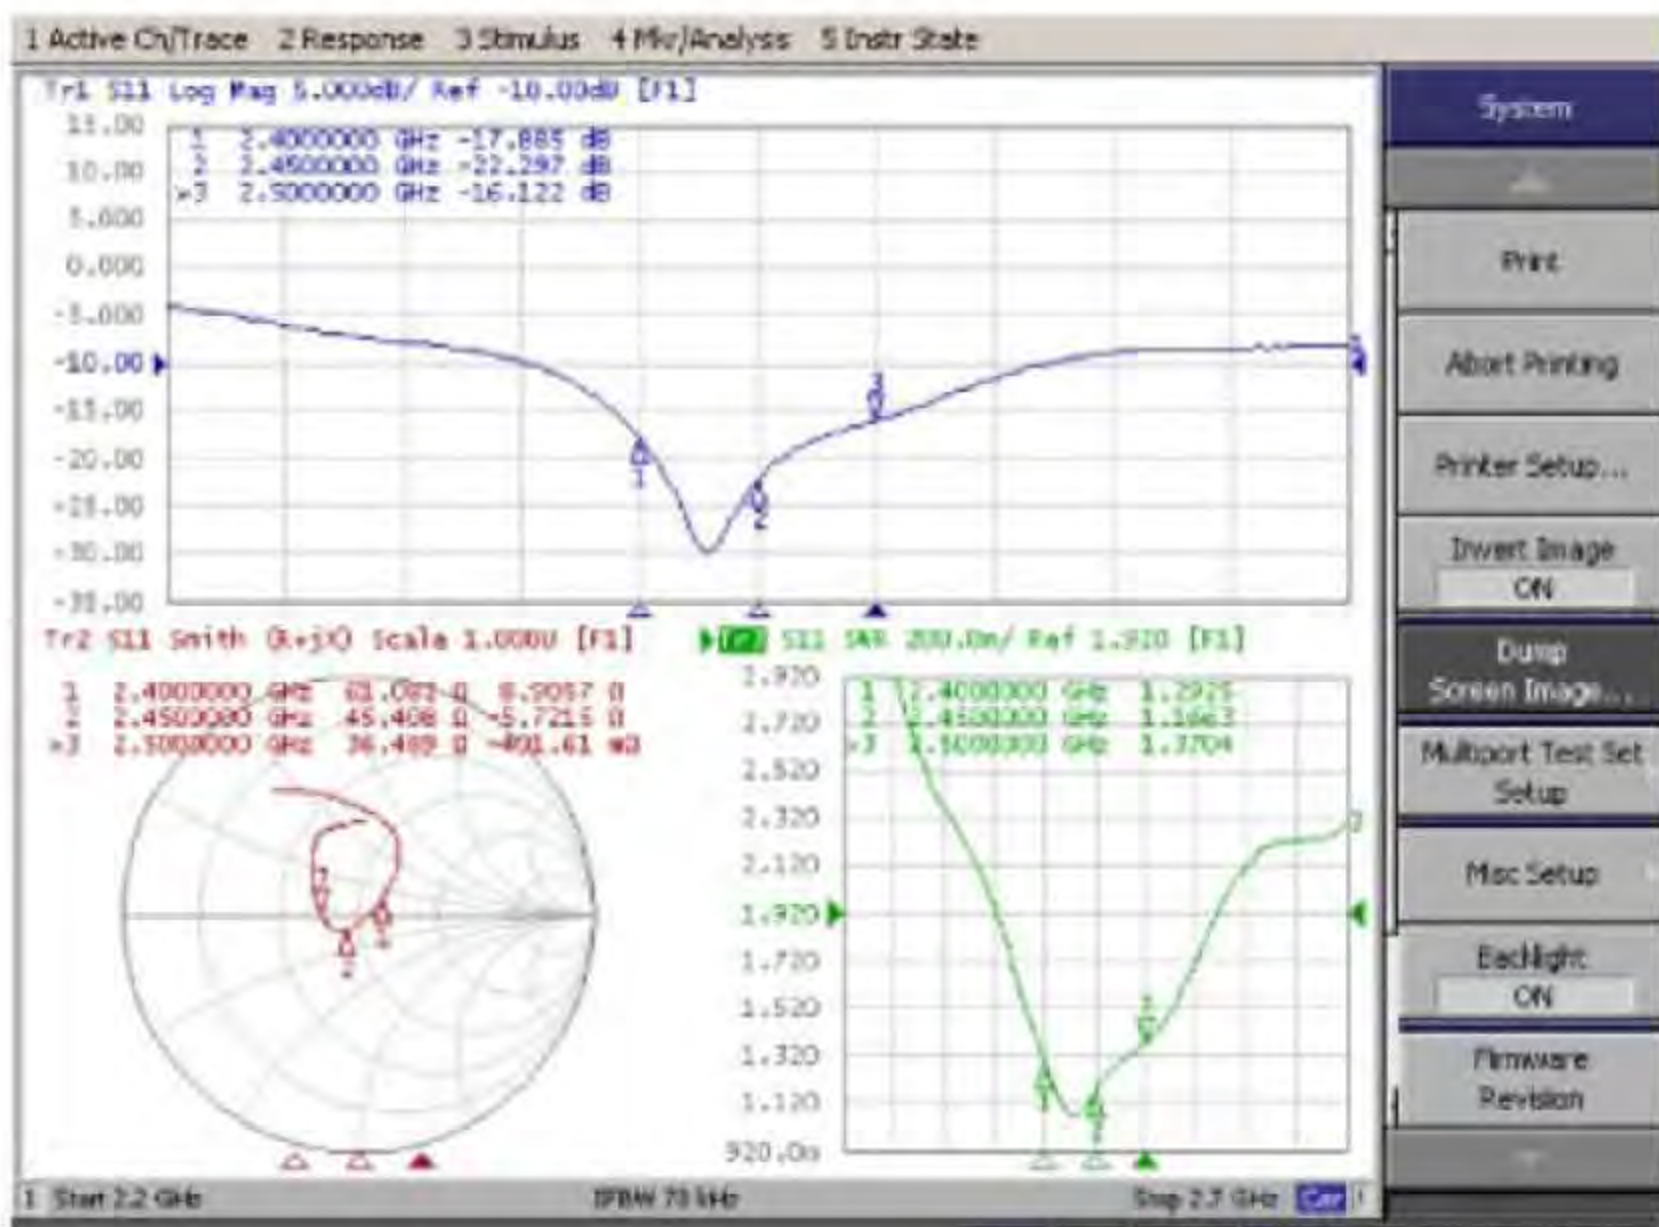 1 Active Ch/Trace 2 Response 3 Stimulus 4 Mkr/Analysis 5 Instr State
Tr1 S11 Log Mag 5.000dB/ Ref -10.00dB [F1]
15.00
10.00
5.000
0.000
-5.000
-10.00
-15.00
-20.00
-25.00
-30.00
-35.00
1 2.4000000 GHz -17.885 dB
2 2.4500000 GHz -22.297 dB
>3 2.5000000 GHz -16.122 dB
1
2
3
Tr2 S11 Smith (R+jX) Scale 1.000U [F1]
1 2.4000000 GHz 61.083 Ω 8.9057 Ω
2 2.4500000 GHz 45.408 Ω -5.7215 Ω
>3 2.5000000 GHz 36.489 Ω -401.61 mΩ
Tr3 S11 SWR 200.0m/ Ref 1.920 [F1]
2.920
2.720
2.520
2.320
2.120
1.920
1.720
1.520
1.320
1.120
920.0m
1 2.4000000 GHz 1.2925
2 2.4500000 GHz 1.1663
>3 2.5000000 GHz 1.3704
1 Start 2.2 GHz IFBW 70 kHz Stop 2.7 GHz Cor !
System
Print
Abort Printing
Printer Setup...
Invert Image
ON
Dump
Screen Image...
Multiport Test Set
Setup
Misc Setup
Backlight
ON
Firmware
Revision